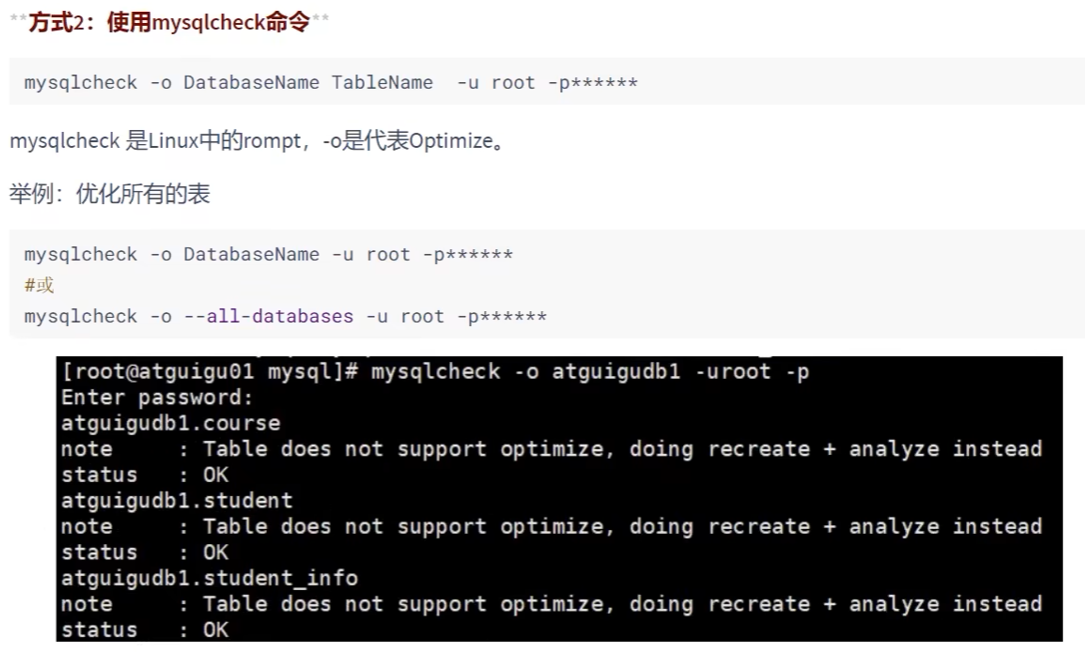 **方式2：使用mysqlcheck命令**
mysqlcheck -o DatabaseName TableName  -u root -p******
mysqlcheck 是Linux中的rompt，-o是代表Optimize。
举例：优化所有的表
mysqlcheck -o DatabaseName -u root -p******
#或
mysqlcheck -o --all-databases -u root -p******
[root@atguigu01 mysql]# mysqlcheck -o atguigudb1 -uroot -p
Enter password:
atguigudb1.course
note     : Table does not support optimize, doing recreate + analyze instead
status   : OK
atguigudb1.student
note     : Table does not support optimize, doing recreate + analyze instead
status   : OK
atguigudb1.student_info
note     : Table does not support optimize, doing recreate + analyze instead
status   : OK